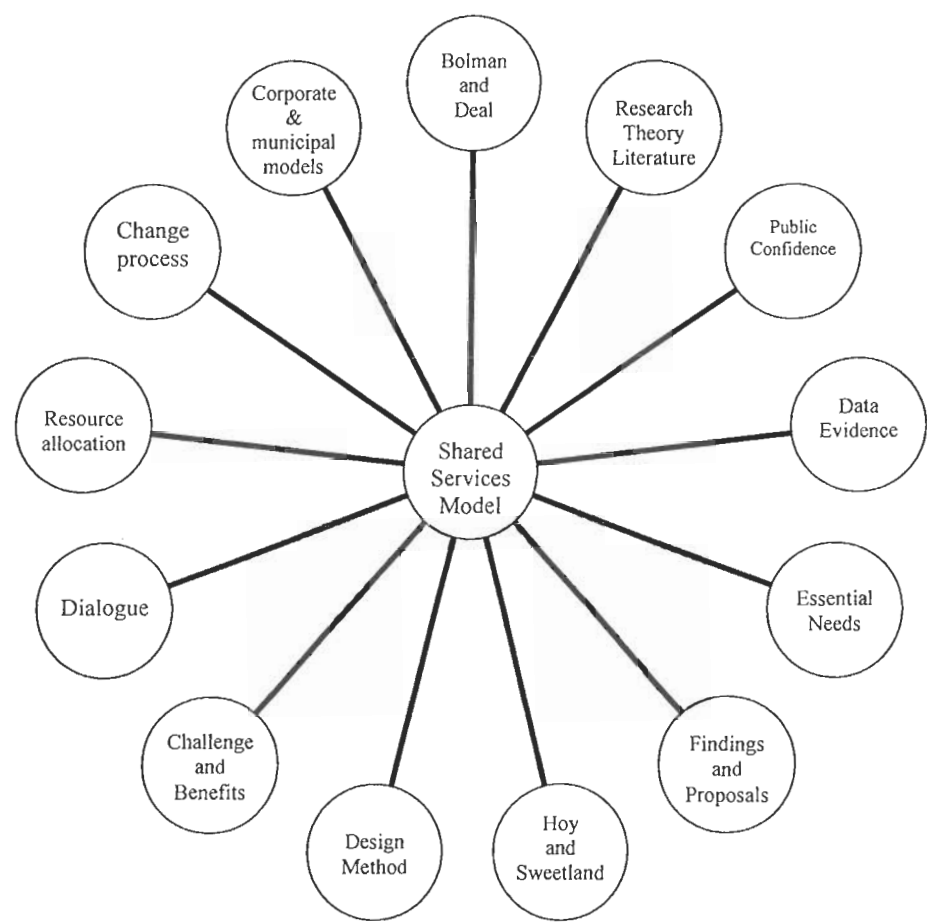 Bolman
and
Deal
Research
Theory
Literature
Public
Confidence
Data
Evidence
Essential
Needs
Findings
and
Proposals
Hoy
and
Sweetland
Design
Method
Challenge
and
Benefits
Dialogue
Resource
allocation
Change
process
Corporate
&
municipal
models
Shared
Services
Model